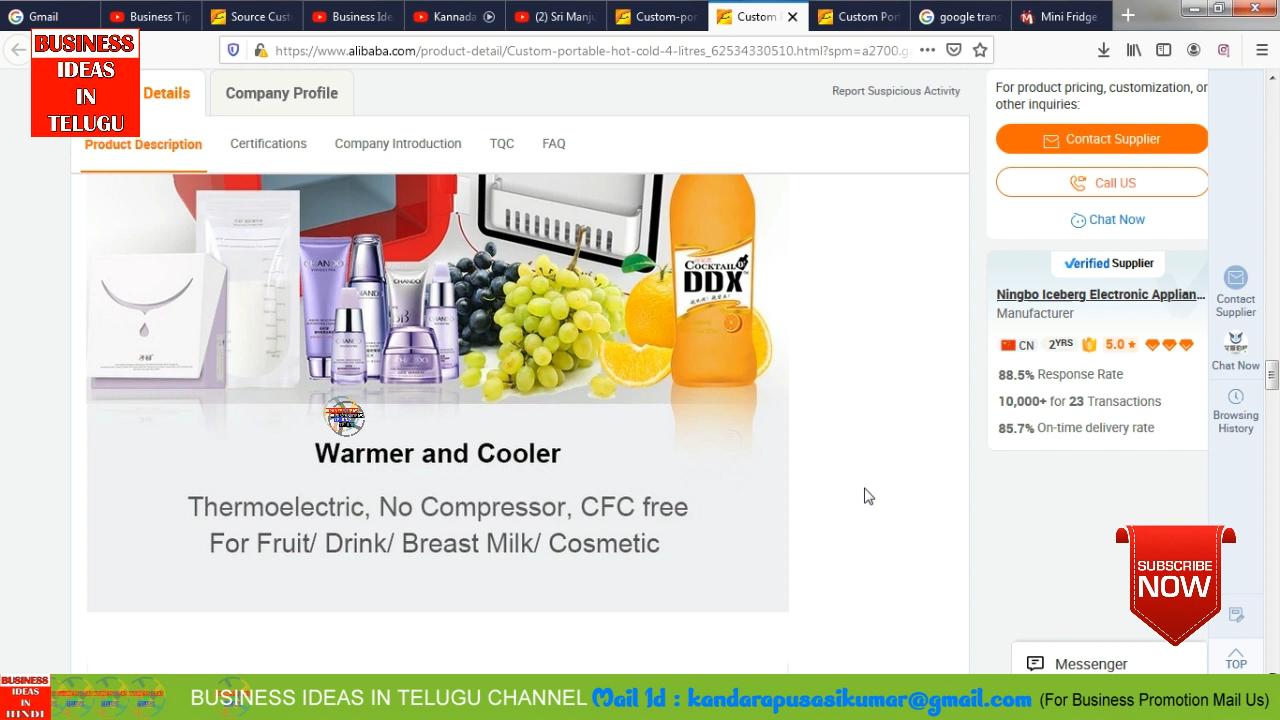 Gmail
Business Tip
Source Cust
Business Ide
Kannada
(2) Sri Manju
Custom-por
Custom
Custom Port
google trans
Mini Fridge
https://www.alibaba.com/product-detail/Custom-portable-hot-cold-4-litres_62534330510.html?spm=a2700.g
BUSINESS
IDEAS
IN
TELUGU
Details
Company Profile
Report Suspicious Activity
Product Description
Certifications
Company Introduction
TQC
FAQ
For product pricing, customization, or
other inquiries:
Contact Supplier
Call US
Chat Now
Verified Supplier
Ningbo Iceberg Electronic Applian...
Manufacturer
CN 2YRS 5.0
88.5% Response Rate
10,000+ for 23 Transactions
85.7% On-time delivery rate
Contact
Supplier
Chat Now
Browsing
History
COCKTAIL
DDX
Warmer and Cooler
Thermoelectric, No Compressor, CFC free
For Fruit/ Drink/ Breast Milk/ Cosmetic
SUBSCRIBE
NOW
Messenger
TOP
BUSINESS
IDEAS
IN
HINDI
BUSINESS IDEAS IN TELUGU CHANNEL Mail Id : kandarapusasikumar@gmail.com (For Business Promotion Mail Us)